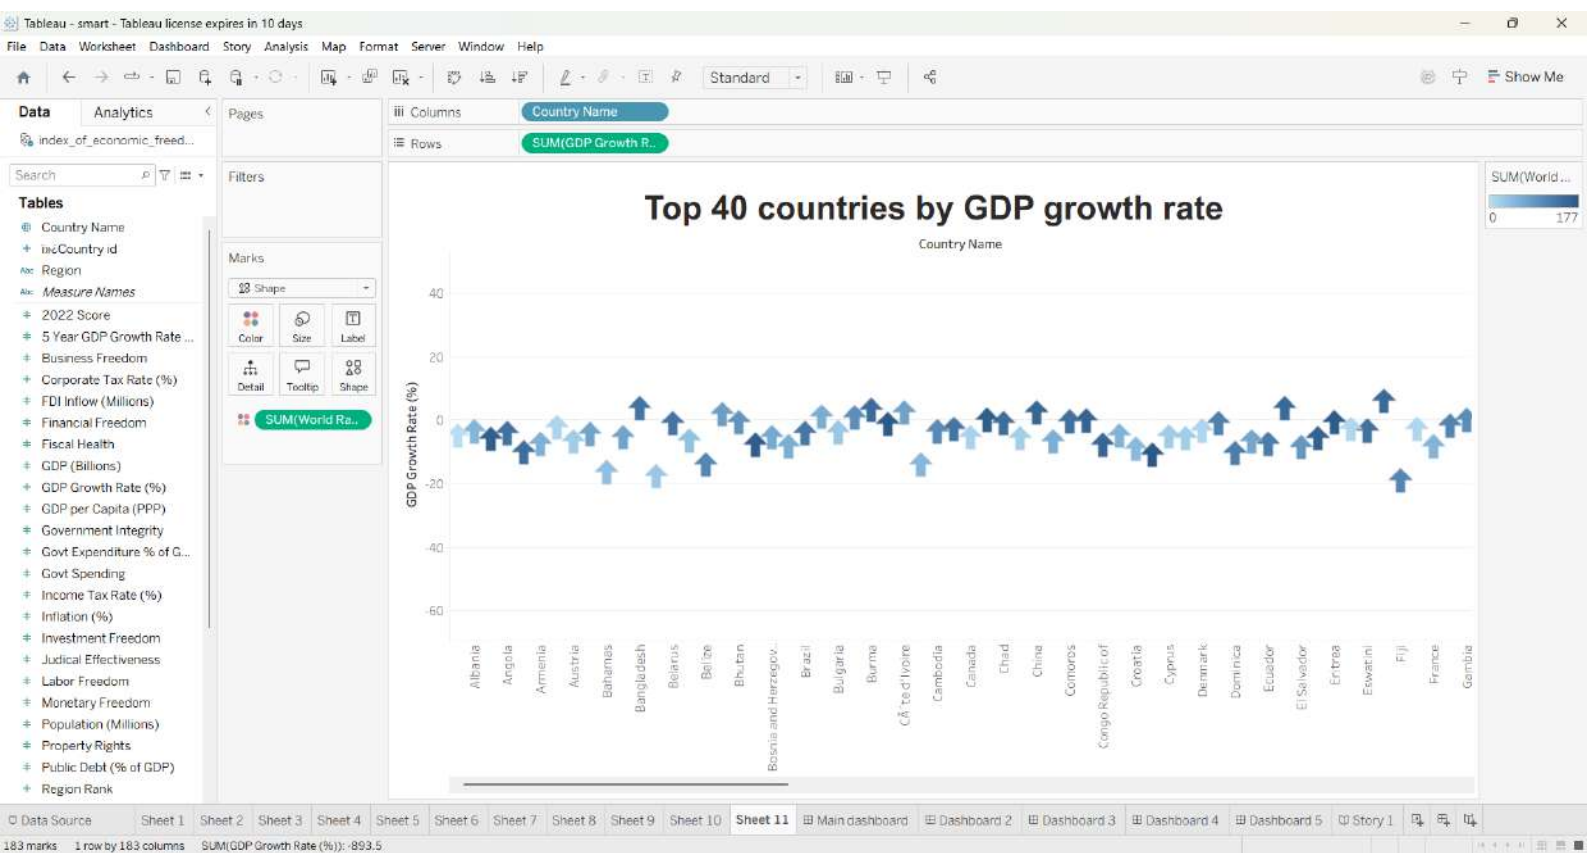 Tableau - smart - Tableau license expires in 10 days
File Data Worksheet Dashboard Story Analysis Map Format Server Window Help
Standard
Show Me
Data Analytics
index_of_economic_freed...
Search
Tables
Country Name
Country id
Abc Region
Abc Measure Names
2022 Score
5 Year GDP Growth Rate ...
Business Freedom
Corporate Tax Rate (%)
FDI Inflow (Millions)
Financial Freedom
Fiscal Health
GDP (Billions)
GDP Growth Rate (%)
GDP per Capita (PPP)
Government Integrity
Govt Expenditure % of G...
Govt Spending
Income Tax Rate (%)
Inflation (%)
Investment Freedom
Judical Effectiveness
Labor Freedom
Monetary Freedom
Population (Millions)
Property Rights
Public Debt (% of GDP)
Region Rank
Pages
Filters
Marks
Shape
Color Size Label
Detail Tooltip Shape
SUM(World Ra..
Columns Country Name
Rows SUM(GDP Growth R..
Top 40 countries by GDP growth rate
Country Name
GDP Growth Rate (%)
40
20
0
-20
-40
-60
Albania
Angola
Armenia
Austria
Bahamas
Bangladesh
Belarus
Belize
Bhutan
Bosnia and Herzegov..
Brazil
Bulgaria
Burma
CÃ´te d'Ivoire
Cambodia
Canada
Chad
China
Comoros
Congo Republic of
Croatia
Cyprus
Denmark
Dominica
Ecuador
El Salvador
Eritrea
Eswatini
Fiji
France
Gambia
SUM(World ...
0 177
Data Source Sheet 1 Sheet 2 Sheet 3 Sheet 4 Sheet 5 Sheet 6 Sheet 7 Sheet 8 Sheet 9 Sheet 10 Sheet 11 Main dashboard Dashboard 2 Dashboard 3 Dashboard 4 Dashboard 5 Story 1
183 marks 1 row by 183 columns SUM(GDP Growth Rate (%)): -893.5